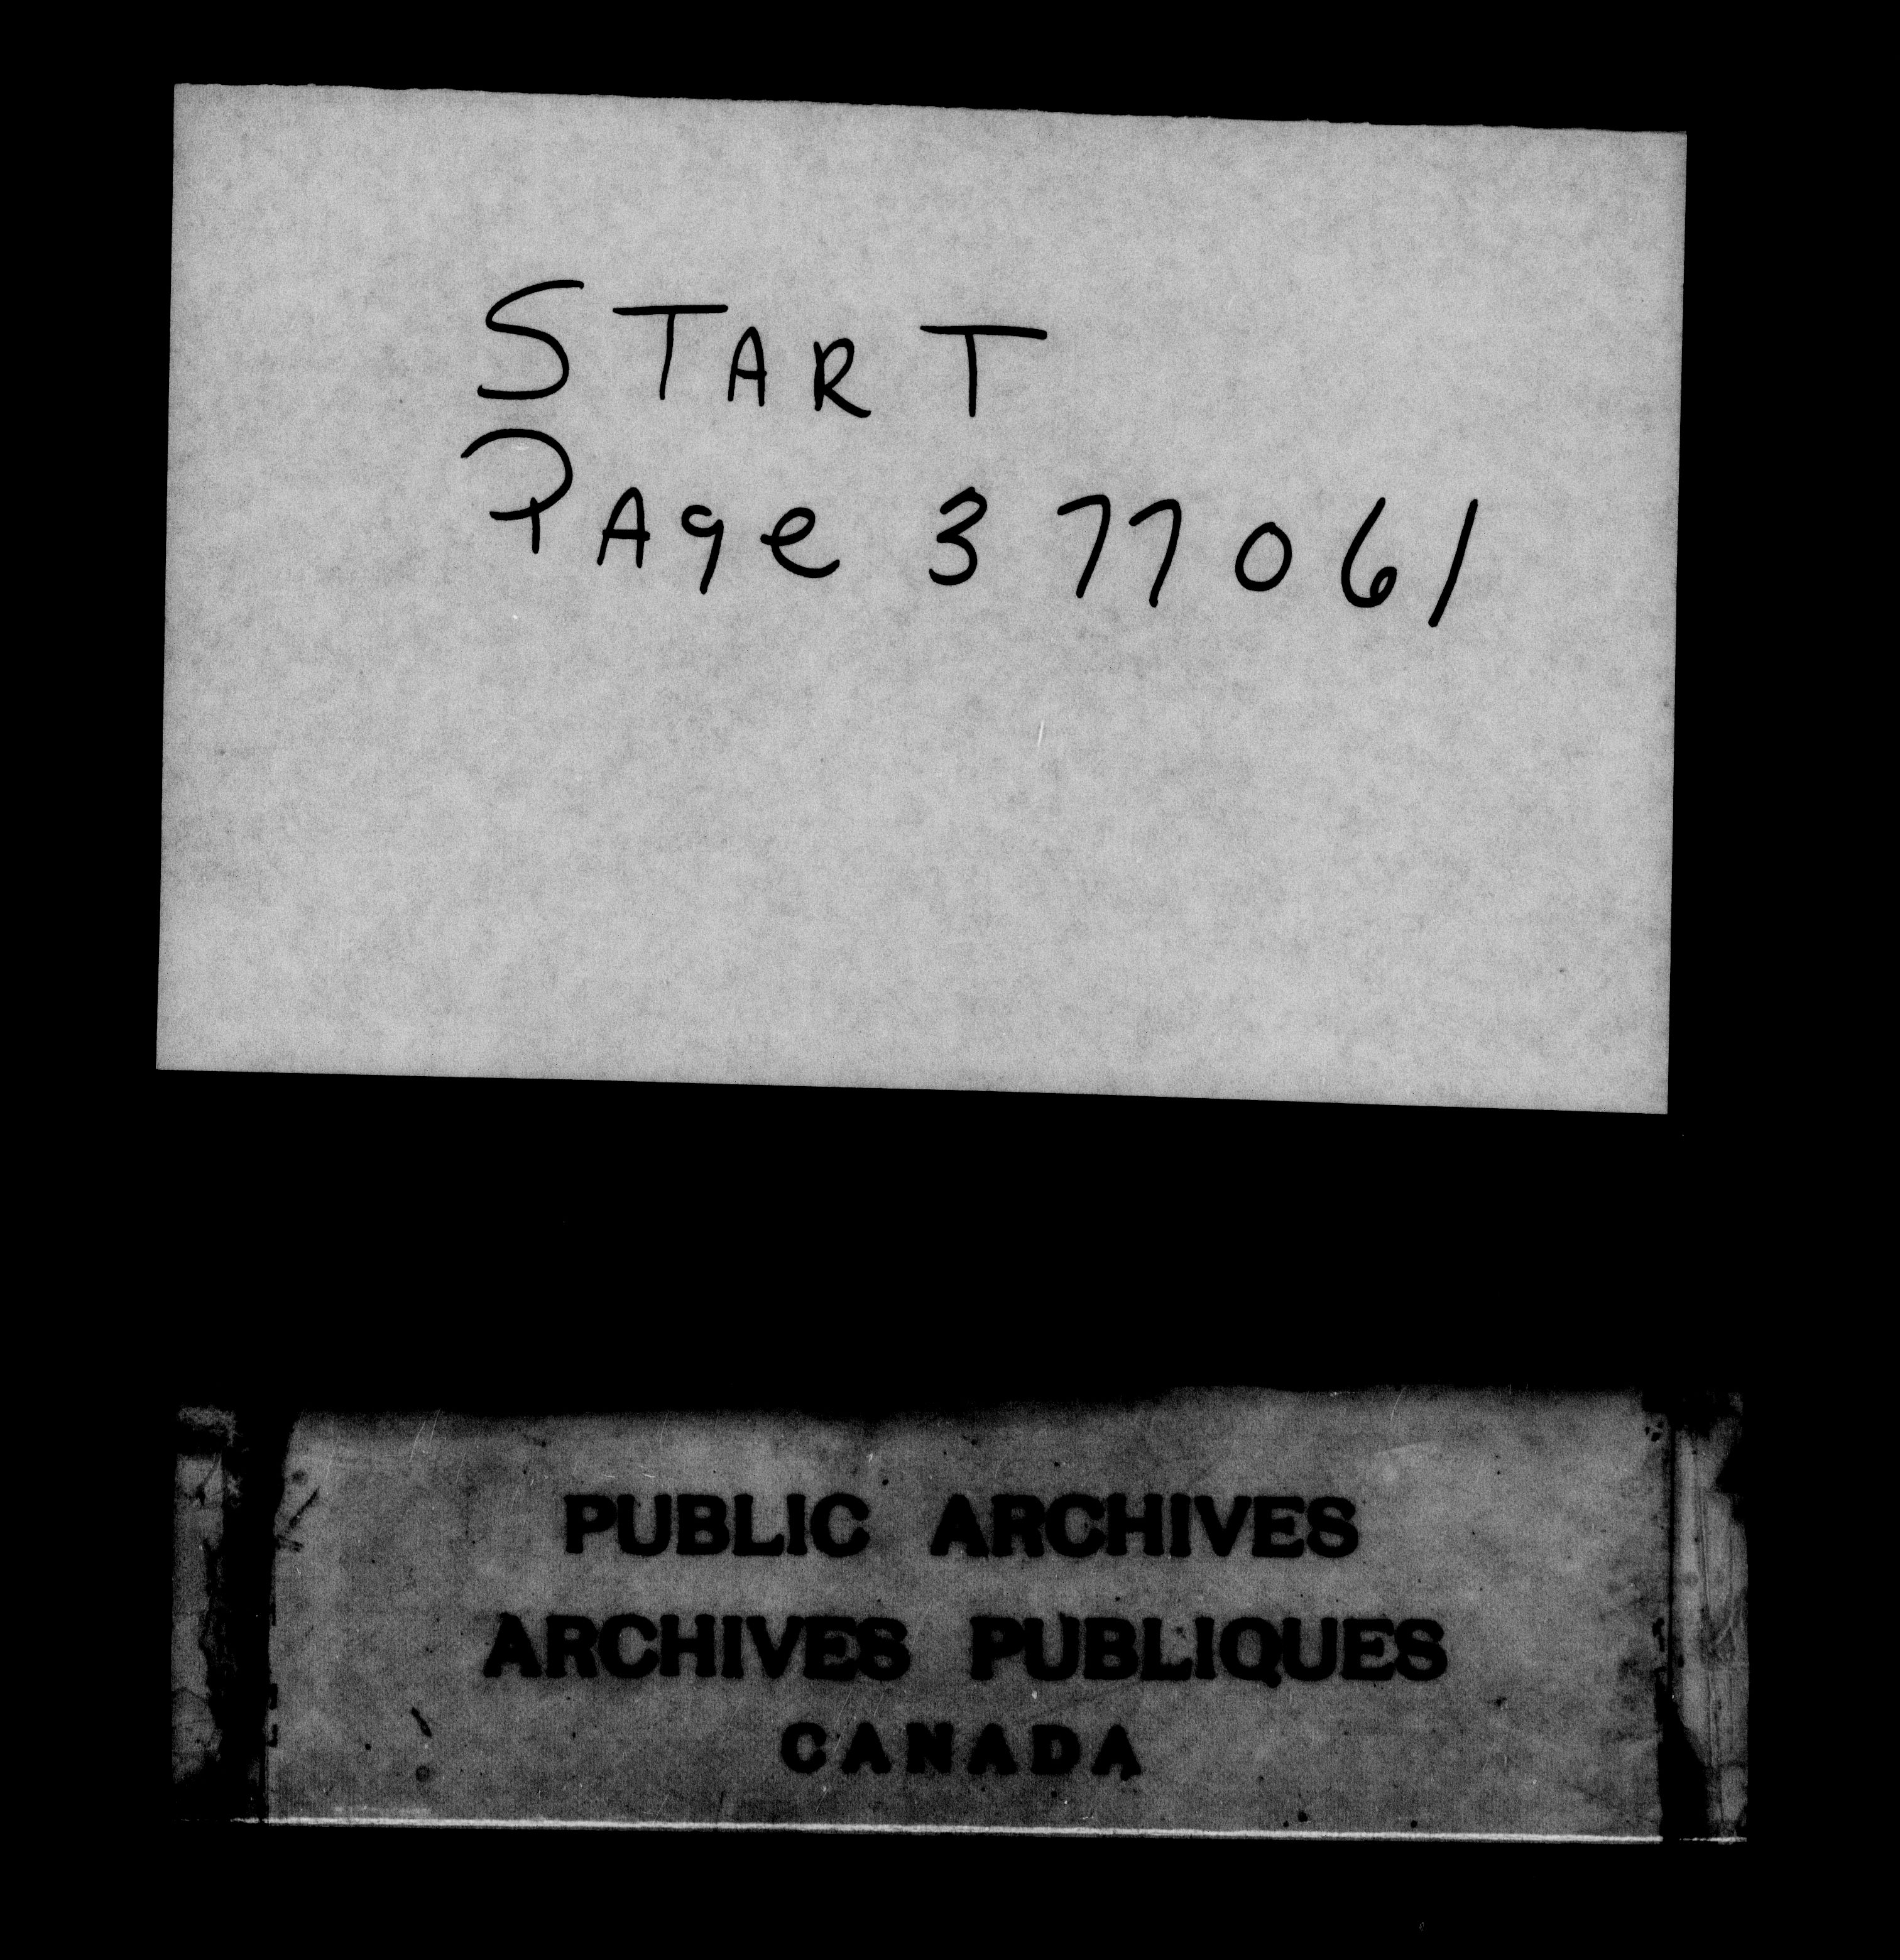 START
PAge 377061
PUBLIC ARCHIVES
ARCHIVES PUBLIQUES
CANADA